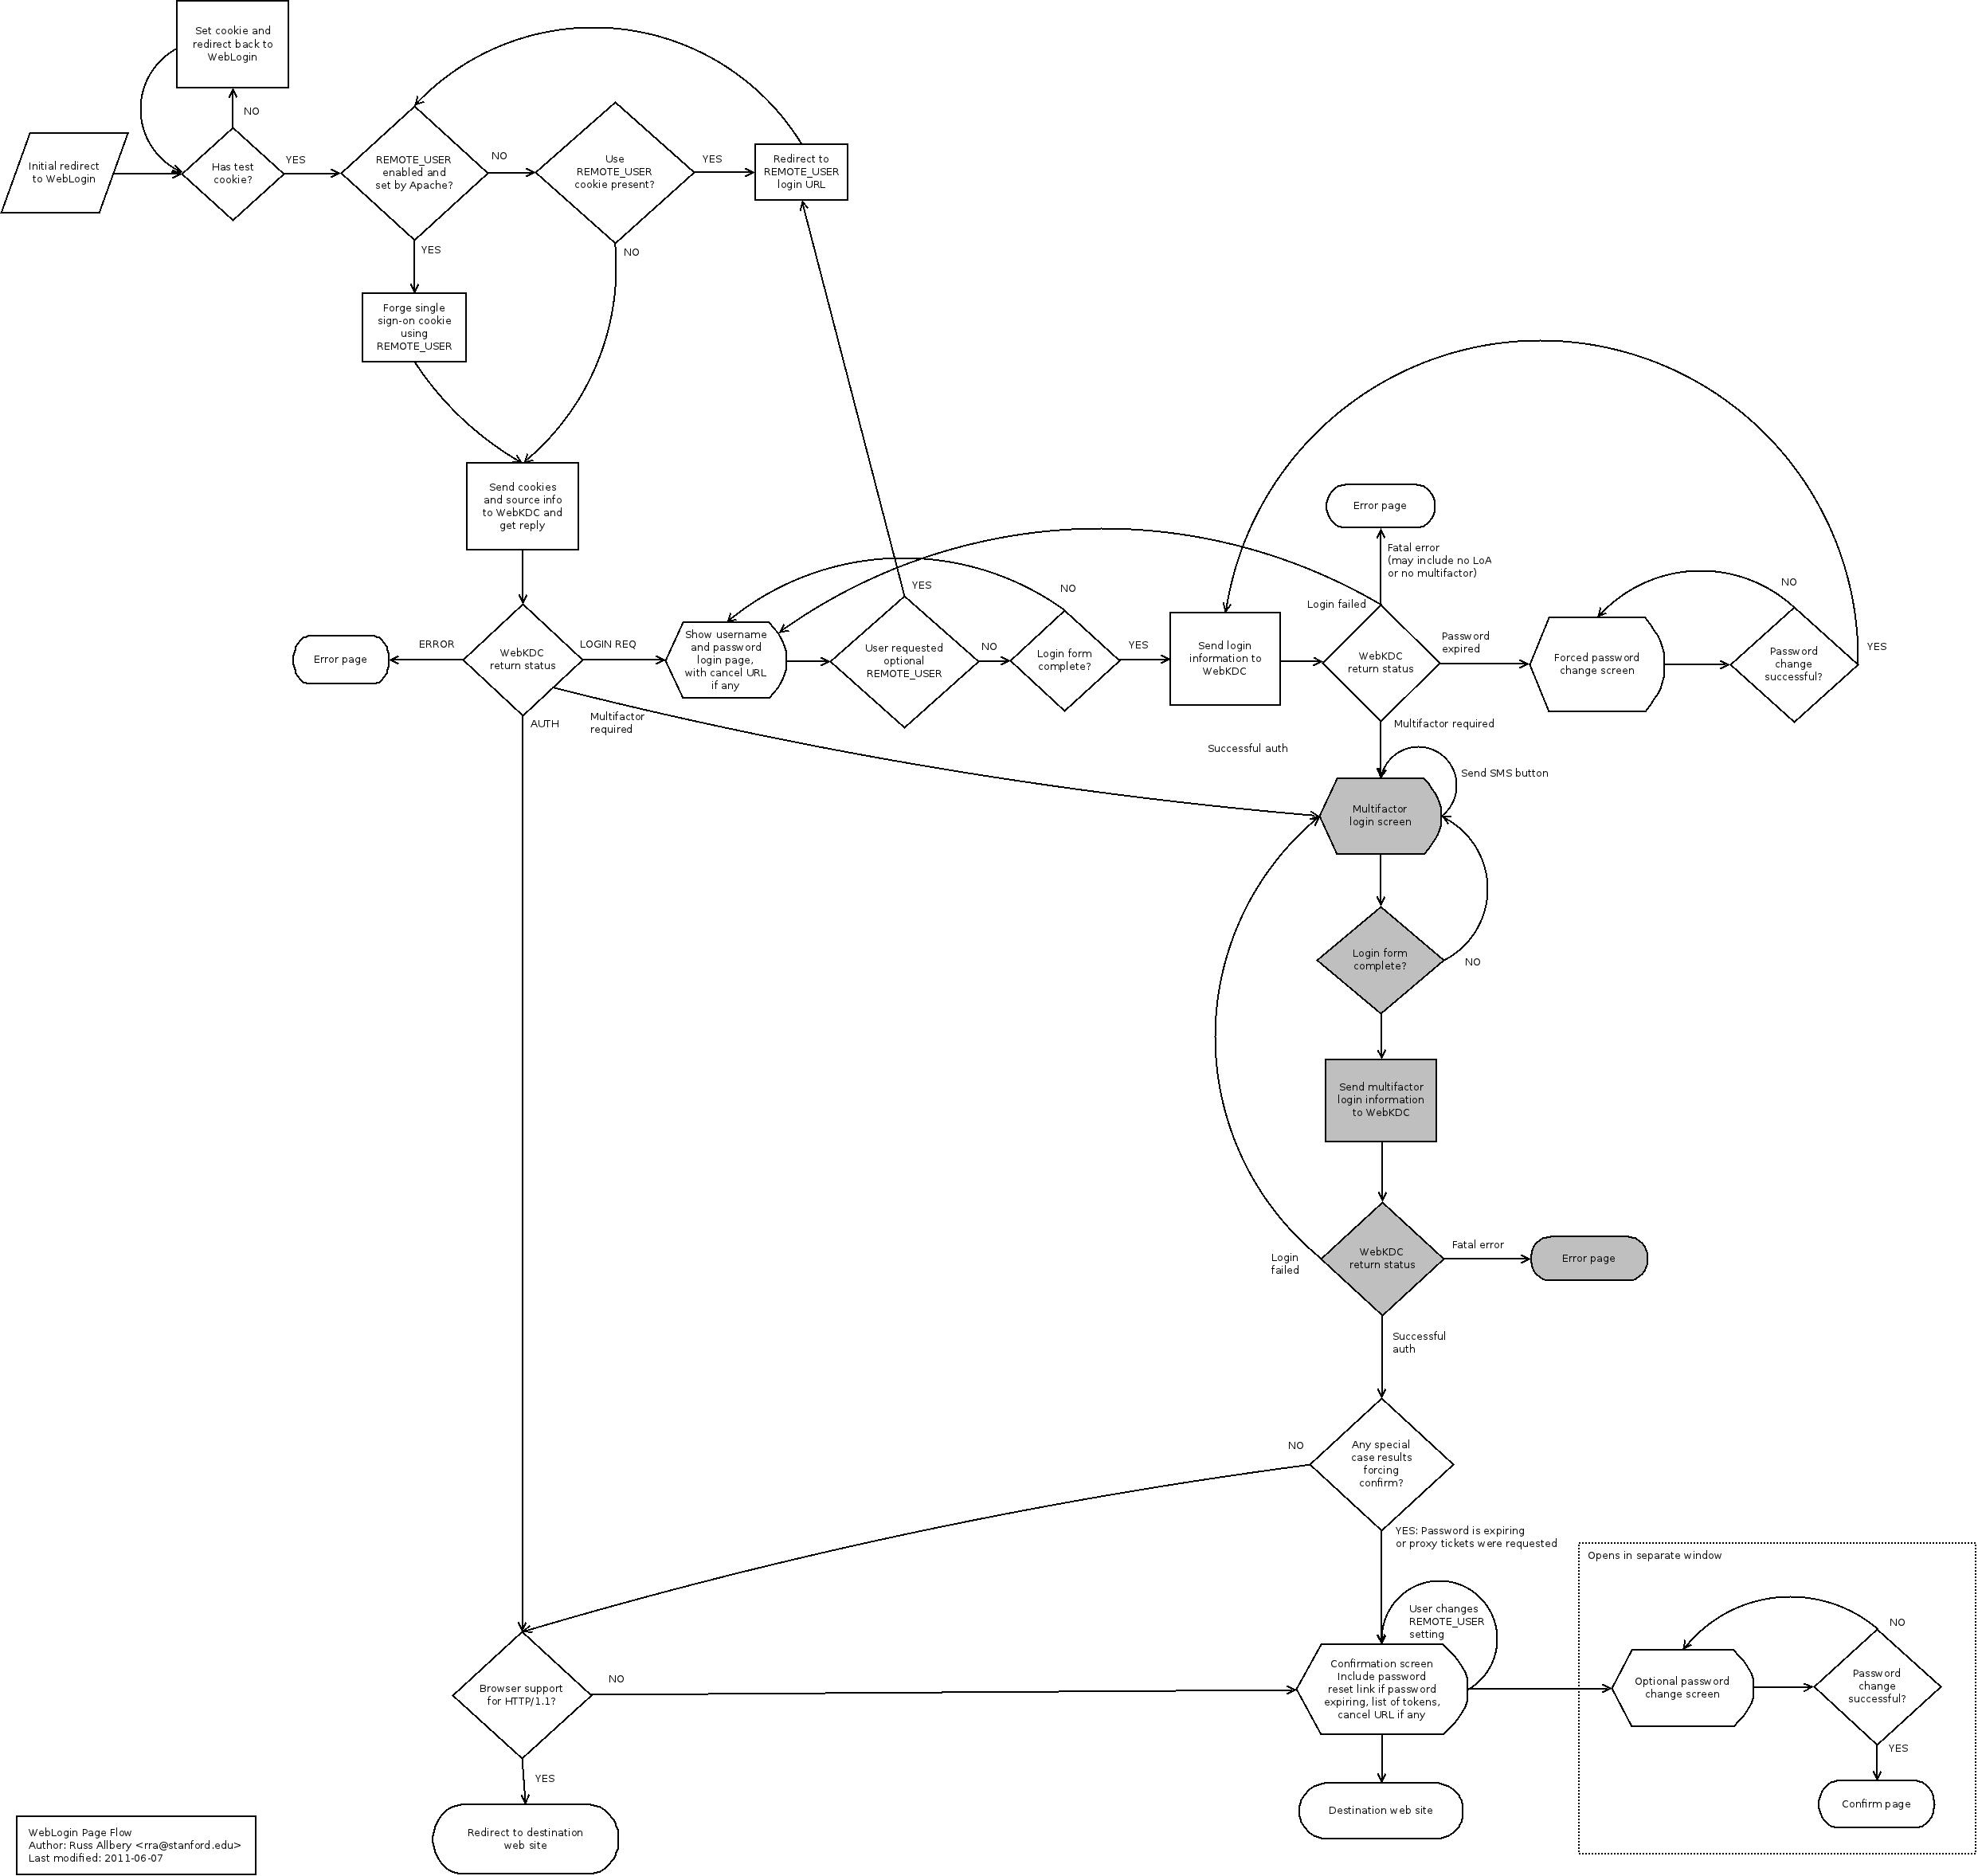 Set cookie and
redirect back to
WebLogin
NO
Initial redirect
to WebLogin
Has test
cookie?
YES
REMOTE_USER
enabled and
set by Apache?
NO
Use
REMOTE_USER
cookie present?
YES
Redirect to
REMOTE_USER
login URL
YES
NO
Forge single
sign-on cookie
using
REMOTE_USER
Send cookies
and source info
to WebKDC and
get reply
Error page
Fatal error
(may include no LoA
or no multifactor)
YES
NO
NO
Login failed
Error page
ERROR
WebKDC
return status
LOGIN REQ
Show username
and password
login page,
with cancel URL
if any
User requested
optional
REMOTE_USER
NO
Login form
complete?
YES
Send login
information to
WebKDC
WebKDC
return status
Password
expired
Forced password
change screen
Password
change
successful?
YES
AUTH
Multifactor
required
Multifactor required
Successful auth
Send SMS button
Multifactor
login screen
Login form
complete?
NO
Send multifactor
login information
to WebKDC
Login
failed
WebKDC
return status
Fatal error
Error page
Successful
auth
NO
Any special
case results
forcing
confirm?
YES: Password is expiring
or proxy tickets were requested
Opens in separate window
User changes
REMOTE_USER
setting
NO
Browser support
for HTTP/1.1?
NO
Confirmation screen
Include password
reset link if password
expiring, list of tokens,
cancel URL if any
Optional password
change screen
Password
change
successful?
YES
YES
Redirect to destination
web site
Destination web site
Confirm page
WebLogin Page Flow
Author: Russ Allbery <rra@stanford.edu>
Last modified: 2011-06-07